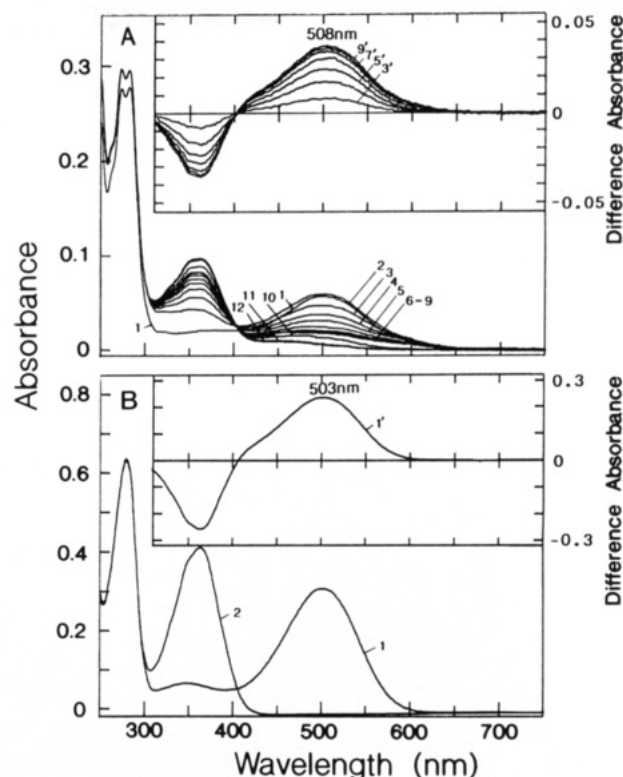 A
508nm
9' 7' 5' 3'
0.05
0
-0.05
Difference Absorbance
0.3
0.2
0.1
0
1
12 11 10 1
2 3 4 5 6-9
Absorbance
B
503nm
1'
0.3
0
-0.3
Difference Absorbance
0.8
0.6
0.4
0.2
0
2
1
300 400 500 600 700
Wavelength (nm)